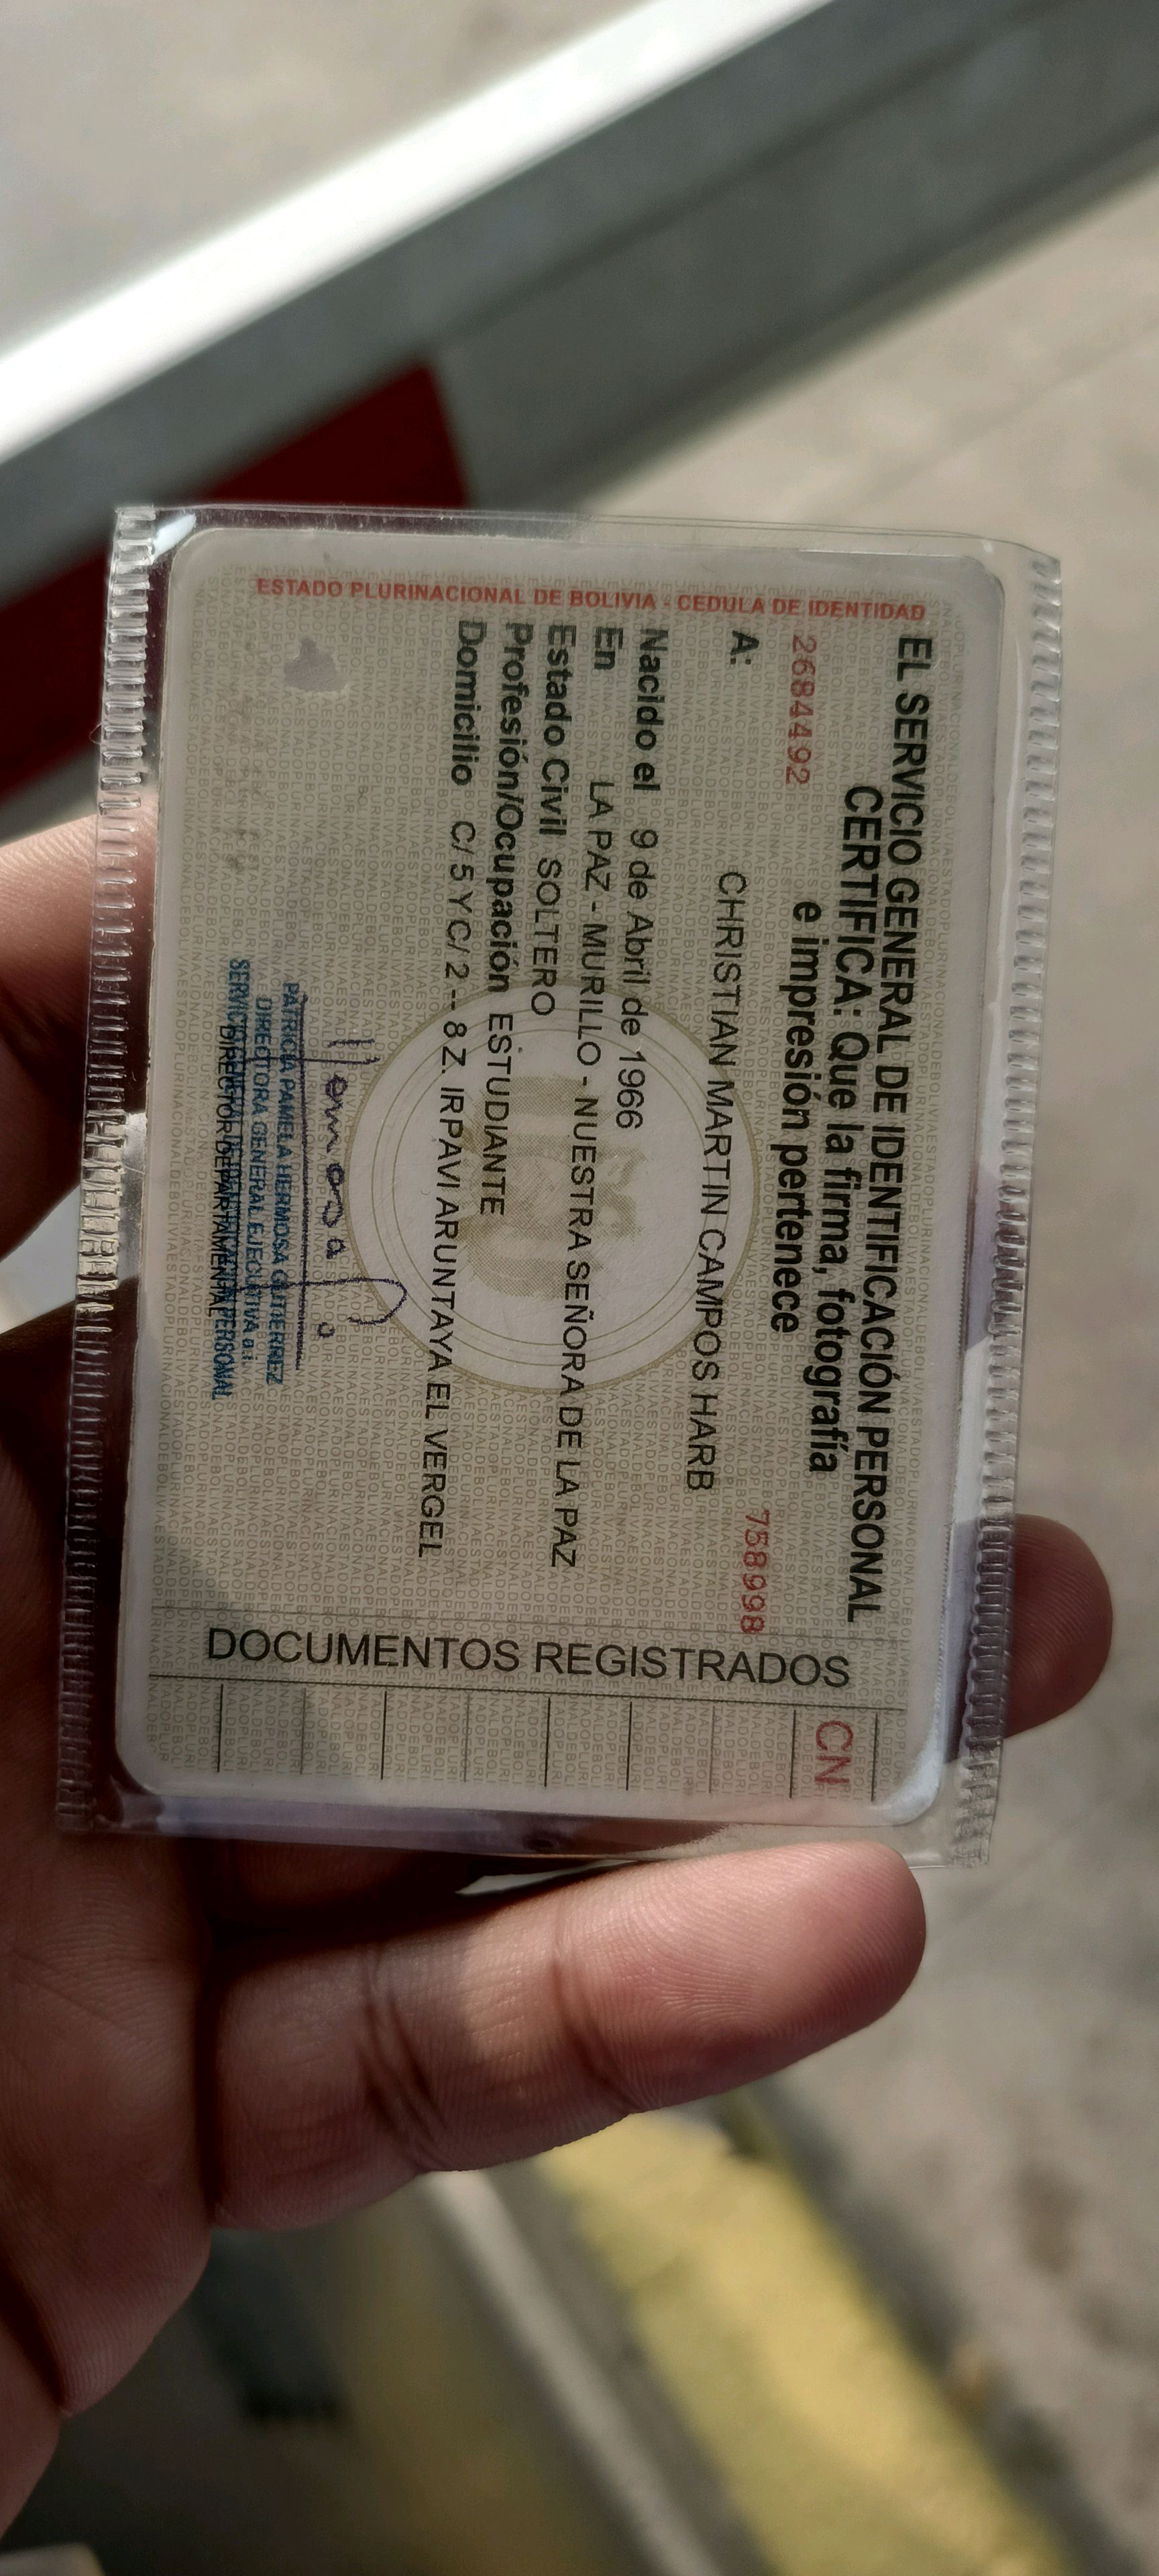 ESTADO PLURINACIONAL DE BOLIVIA - CEDULA DE IDENTIDAD
EL SERVICIO GENERAL DE IDENTIFICACIÓN PERSONAL
CERTIFICA: Que la firma, fotografía
e impresión pertenece
2684492
758998
A: CHRISTIAN MARTIN CAMPOS HARB
Nacido el 9 de Abril de 1966
En LA PAZ - MURILLO - NUESTRA SEÑORA DE LA PAZ
Estado Civil SOLTERO
Profesión/Ocupación ESTUDIANTE
Domicilio C/ 5 Y C/ 2 -- 8 Z. IRPAVI ARUNTAYA EL VERGEL
PATRICIA PAMELA HERMOSA GUTIERREZ
DIRECTORA GENERAL EJECUTIVA a.i.
SERVICIO GENERAL DE IDENTIFICACIÓN PERSONAL
DIRECTOR DEPARTAMENTAL
DOCUMENTOS REGISTRADOS
CN